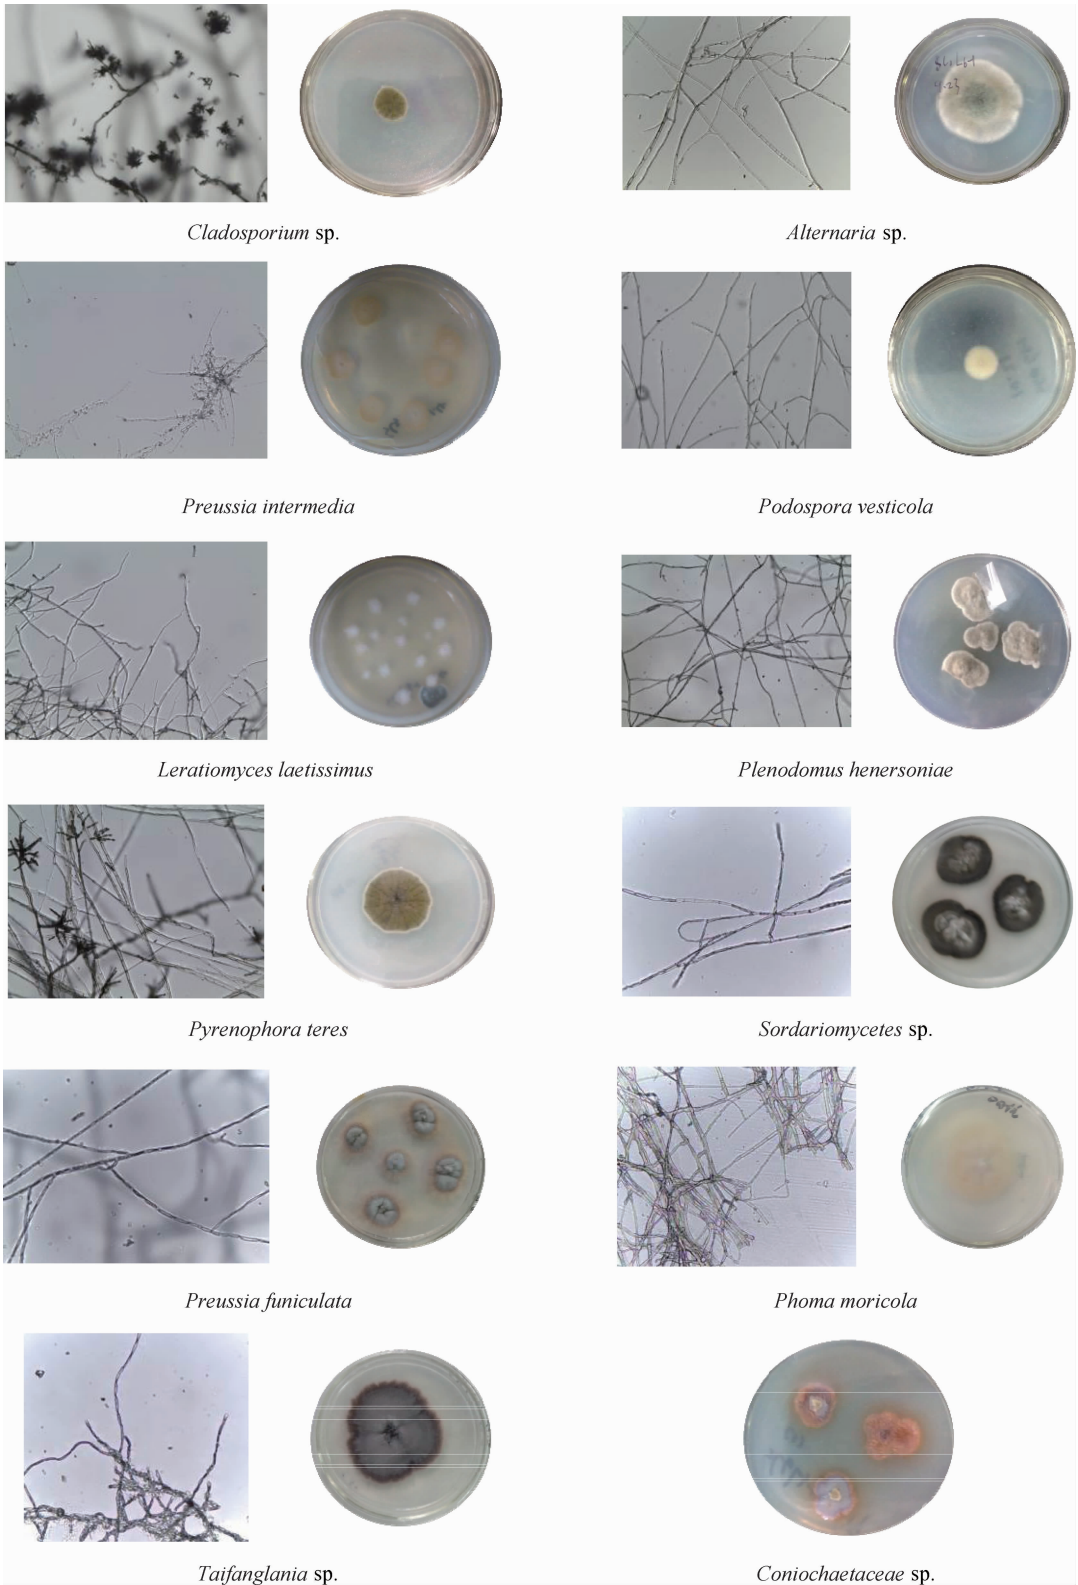 Cladosporium sp.
Alternaria sp.
Preussia intermedia
Podospora vesticola
Leratiomyces laetissimus
Plenodomus henersoniae
Pyrenophora teres
Sordariomycetes sp.
Preussia funiculata
Phoma moricola
Taifanglania sp.
Coniochaetaceae sp.